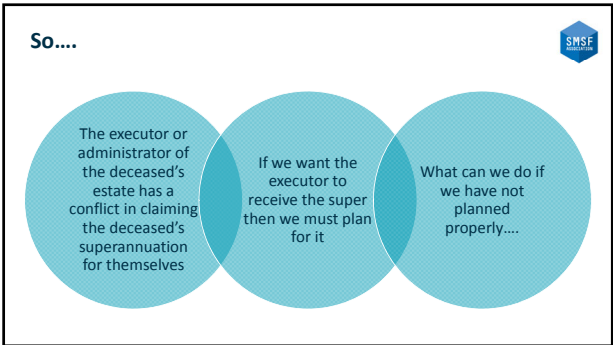 So....
SMSF
ASSOCIATION
The executor or
administrator of
the deceased's
estate has a
conflict in claiming
the deceased's
superannuation
for themselves
If we want the
executor to
receive the super
then we must plan
for it
What can we do if
we have not
planned
properly....